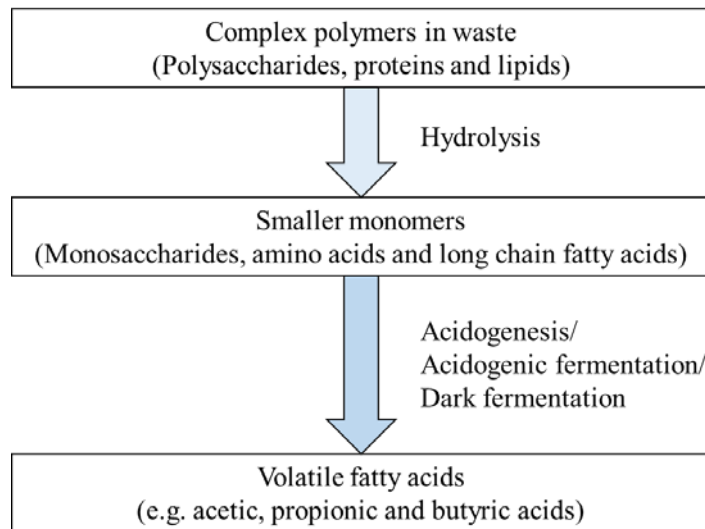 Complex polymers in waste
(Polysaccharides, proteins and lipids)
Hydrolysis
Smaller monomers
(Monosaccharides, amino acids and long chain fatty acids)
Acidogenesis/
Acidogenic fermentation/
Dark fermentation
Volatile fatty acids
(e.g. acetic, propionic and butyric acids)